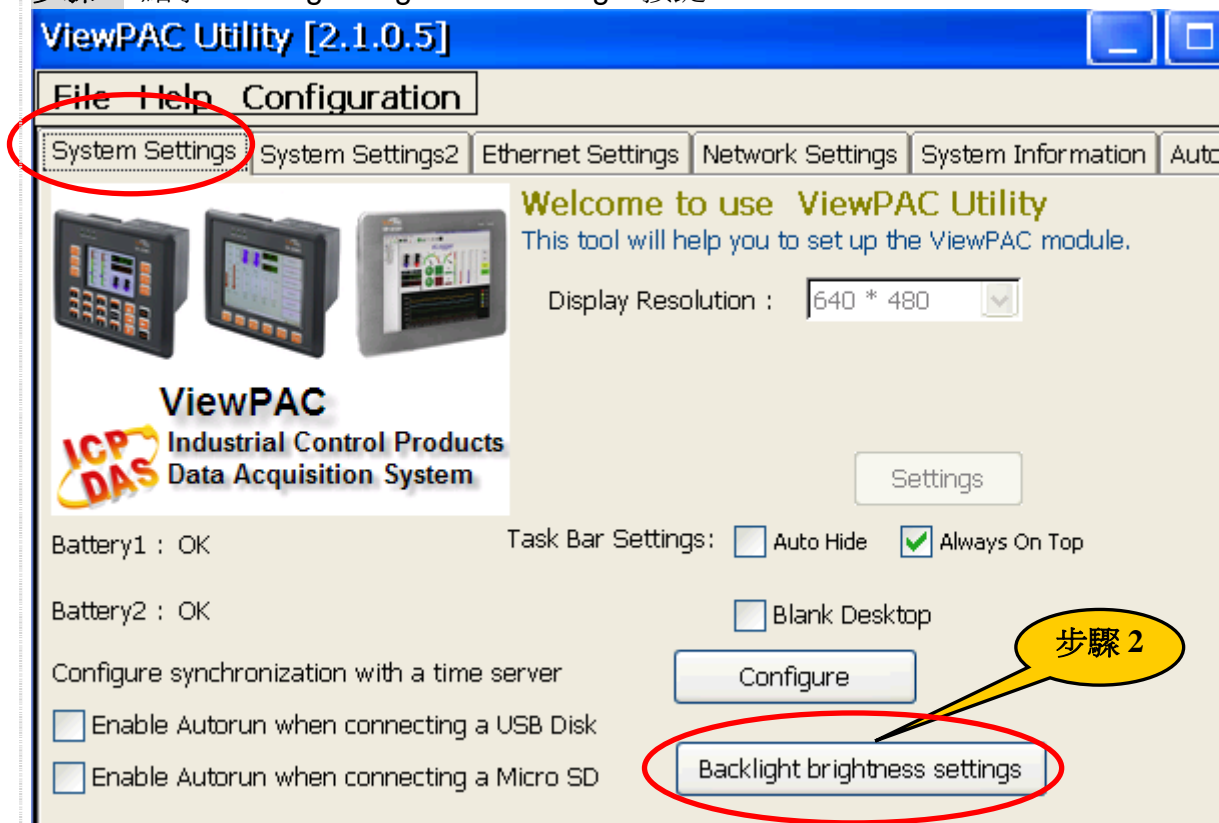 ViewPAC Utility [2.1.0.5]
File Help Configuration
System Settings System Settings2 Ethernet Settings Network Settings System Information Auto
Welcome to use ViewPAC Utility
This tool will help you to set up the ViewPAC module.
Display Resolution : 640 * 480
ViewPAC
ICP DAS
Industrial Control Products
Data Acquisition System
Settings
Battery1 : OK
Task Bar Settings: Auto Hide Always On Top
Battery2 : OK
Blank Desktop
步驟 2
Configure synchronization with a time server Configure
Enable Autorun when connecting a USB Disk
Backlight brightness settings
Enable Autorun when connecting a Micro SD